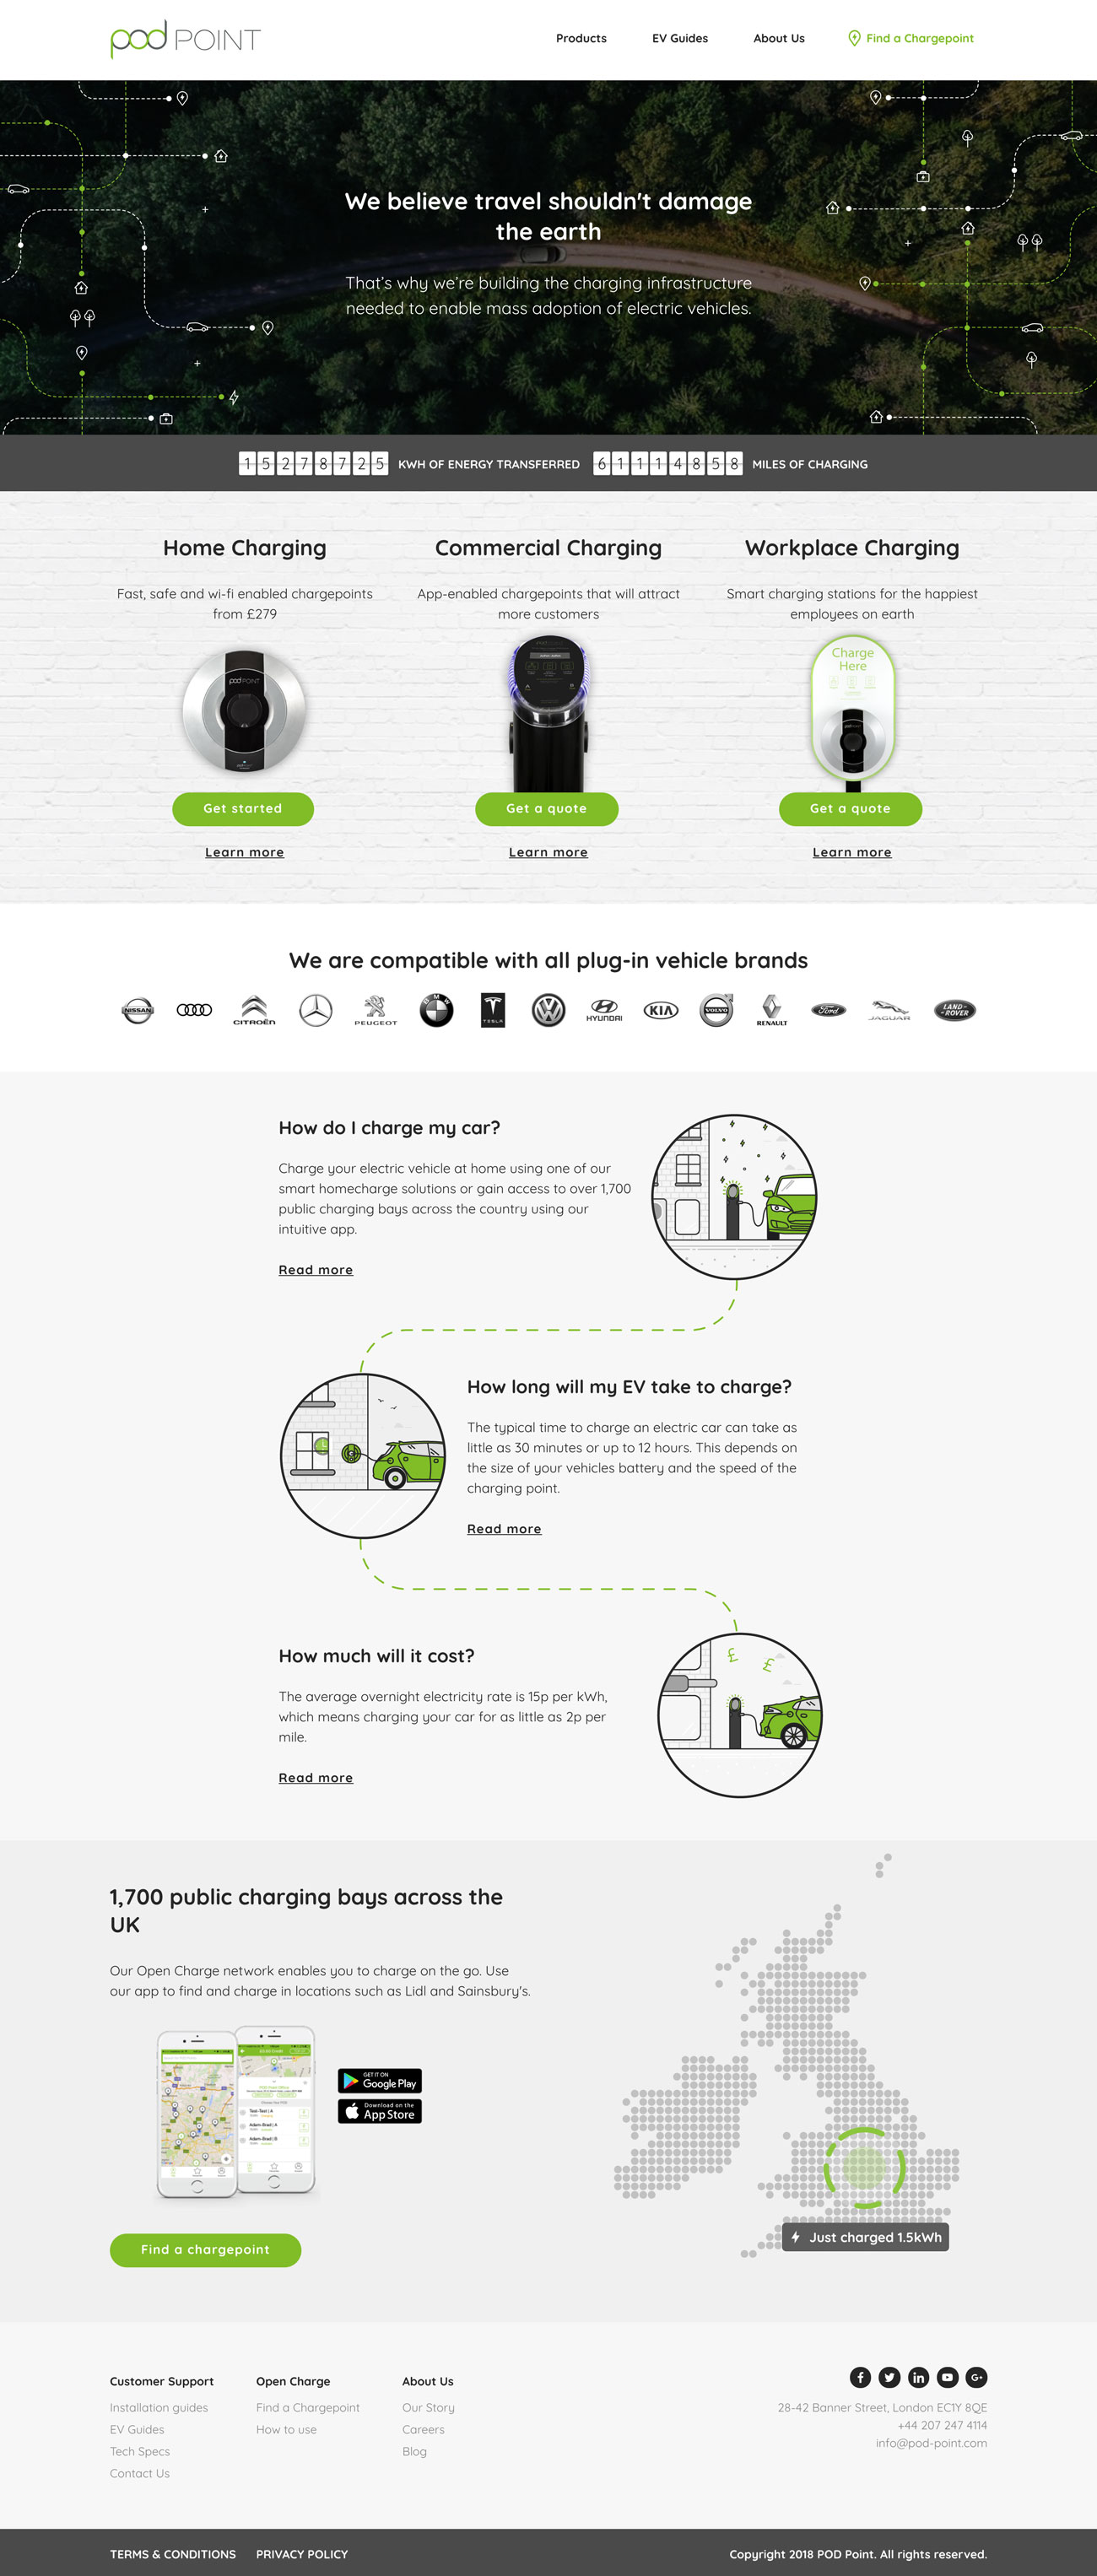 pod POINT
Products EV Guides About Us Find a Chargepoint
We believe travel shouldn't damage
the earth
That's why we're building the charging infrastructure
needed to enable mass adoption of electric vehicles.
15278725 KWH OF ENERGY TRANSFERRED 61114858 MILES OF CHARGING
Home Charging
Fast, safe and wi-fi enabled chargepoints
from £279
pod POINT
Get started
Learn more
Commercial Charging
App-enabled chargepoints that will attract
more customers
Get a quote
Learn more
Workplace Charging
Smart charging stations for the happiest
employees on earth
Charge
Here
Get a quote
Learn more
We are compatible with all plug-in vehicle brands
NISSAN CITROËN PEUGEOT BMW TESLA HYUNDAI KIA VOLVO RENAULT Ford JAGUAR LAND ROVER
How do I charge my car?
Charge your electric vehicle at home using one of our
smart homecharge solutions or gain access to over 1,700
public charging bays across the country using our
intuitive app.
Read more
How long will my EV take to charge?
The typical time to charge an electric car can take as
little as 30 minutes or up to 12 hours. This depends on
the size of your vehicles battery and the speed of the
charging point.
Read more
How much will it cost?
£ £
The average overnight electricity rate is 15p per kWh,
which means charging your car for as little as 2p per
mile.
Read more
1,700 public charging bays across the
UK
Our Open Charge network enables you to charge on the go. Use
our app to find and charge in locations such as Lidl and Sainsbury's.
GET IT ON
Google Play
Download on the
App Store
Find a chargepoint
Just charged 1.5kWh
Customer Support
Installation guides
EV Guides
Tech Specs
Contact Us
Open Charge
Find a Chargepoint
How to use
About Us
Our Story
Careers
Blog
28-42 Banner Street, London EC1Y 8QE
+44 207 247 4114
info@pod-point.com
TERMS & CONDITIONS PRIVACY POLICY Copyright 2018 POD Point. All rights reserved.